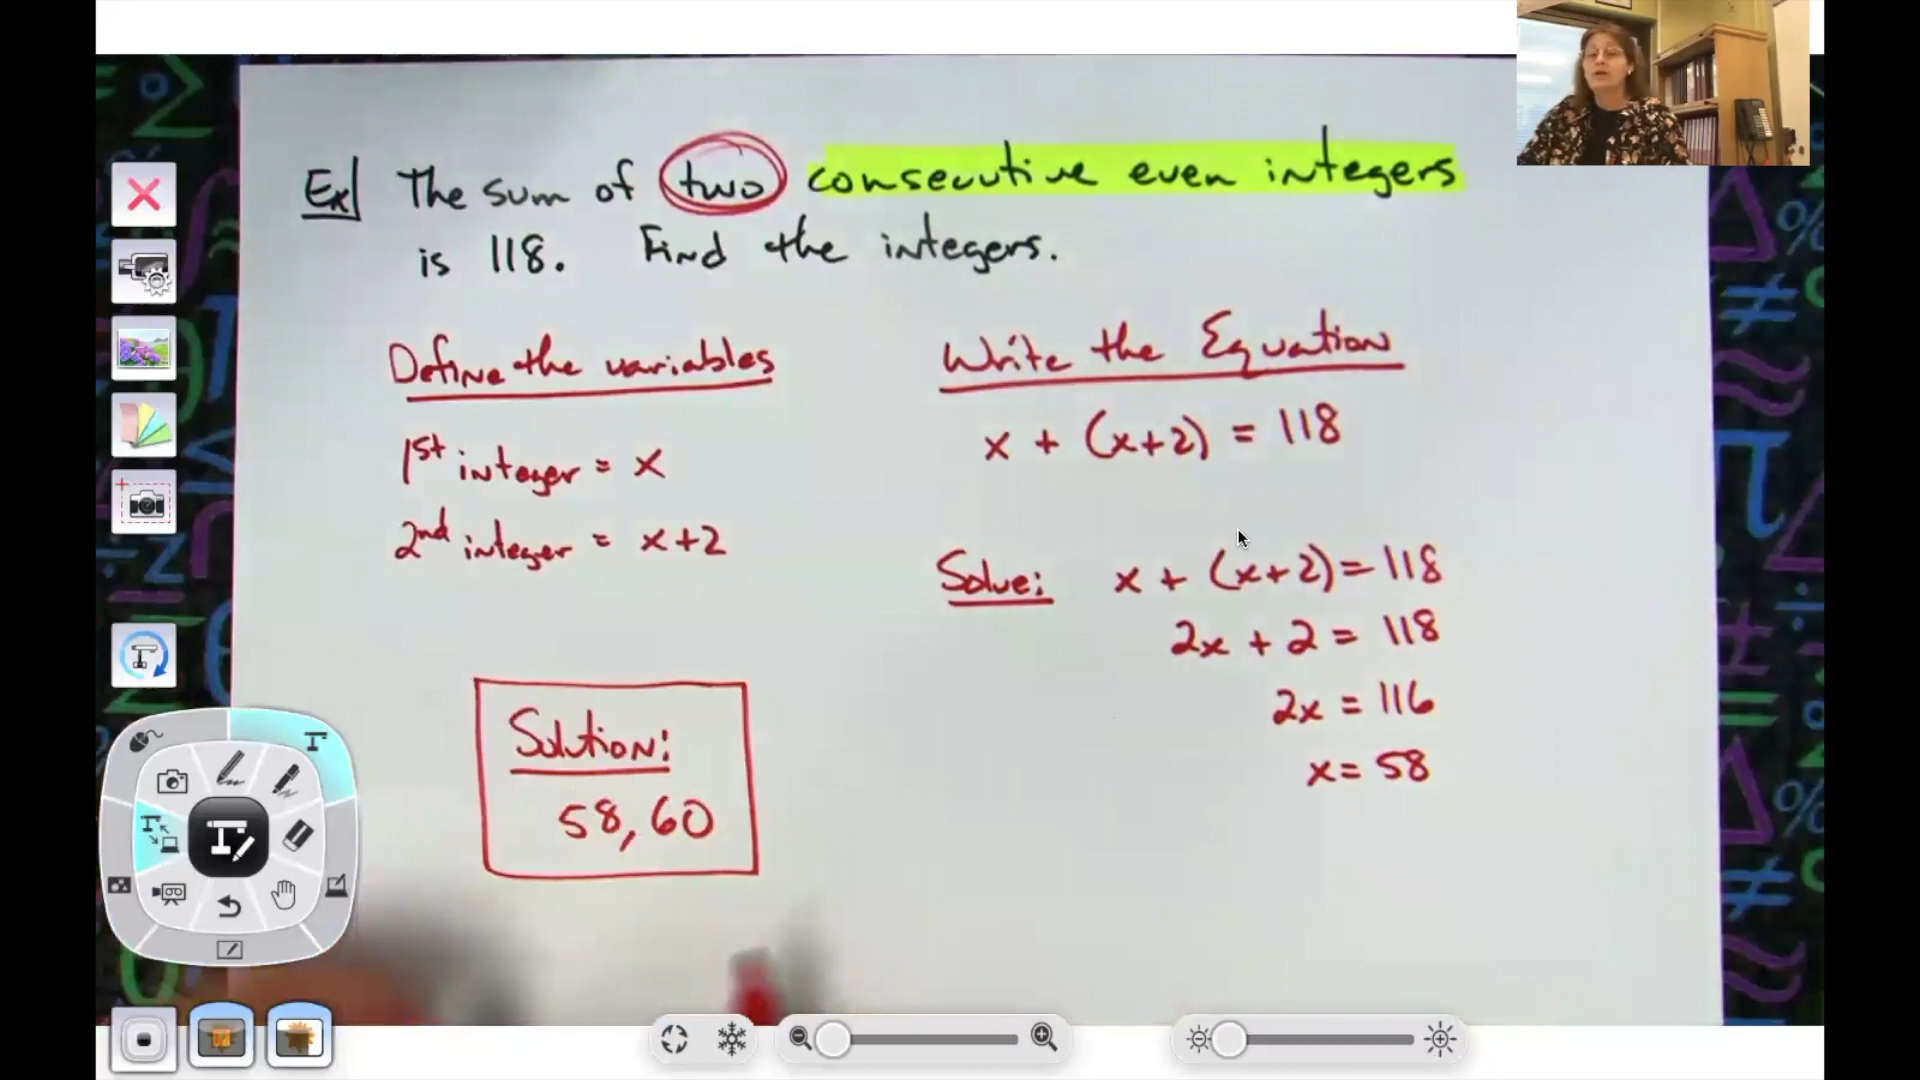 Ex The sum of two consecutive even integers
is 118. Find the integers.
Define the variables
1st integer = x
2nd integer = x+2
Write the Equation
x + (x+2) = 118
Solve: x + (x+2) = 118
2x + 2 = 118
2x = 116
x = 58
Solution:
58, 60